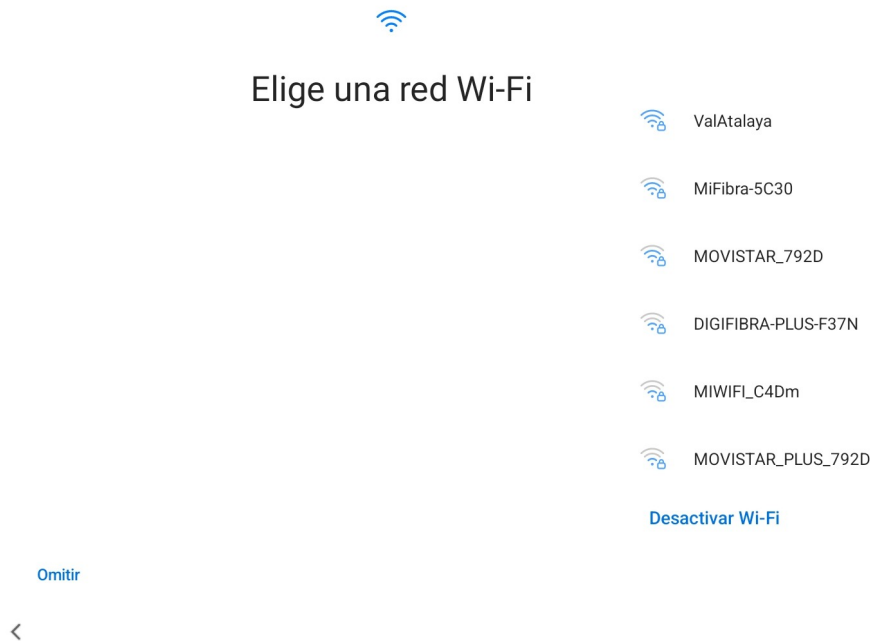 Elige una red Wi-Fi
ValAtalaya
MiFibra-5C30
MOVISTAR_792D
DIGIFIBRA-PLUS-F37N
MIWIFI_C4Dm
MOVISTAR_PLUS_792D
Desactivar Wi-Fi
Omitir